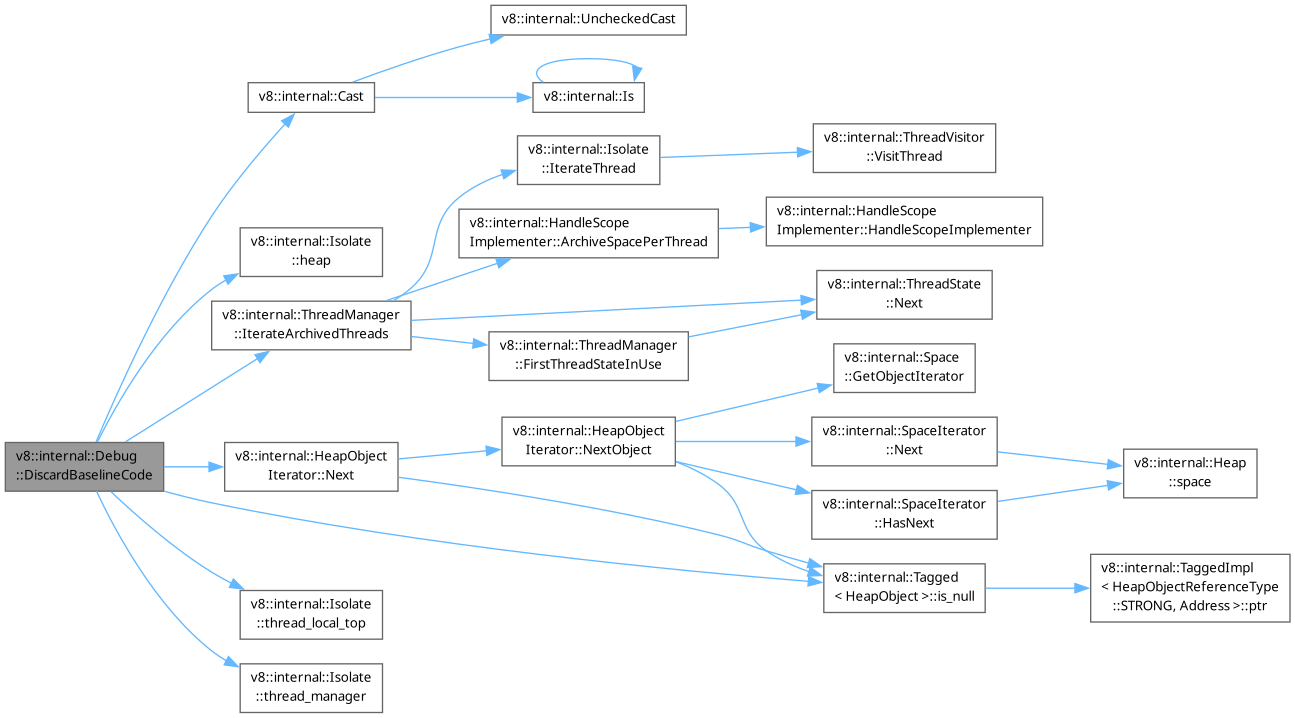 v8::internal::UncheckedCast
v8::internal::Cast
v8::internal::Is
v8::internal::ThreadVisitor
::VisitThread
v8::internal::Isolate
::IterateThread
v8::internal::HandleScope
Implementer::HandleScopeImplementer
v8::internal::HandleScope
Implementer::ArchiveSpacePerThread
v8::internal::Isolate
::heap
v8::internal::ThreadState
::Next
v8::internal::ThreadManager
::IterateArchivedThreads
v8::internal::ThreadManager
::FirstThreadStateInUse
v8::internal::Space
::GetObjectIterator
v8::internal::HeapObject
Iterator::NextObject
v8::internal::SpaceIterator
::Next
v8::internal::Debug
::DiscardBaselineCode
v8::internal::HeapObject
Iterator::Next
v8::internal::Heap
::space
v8::internal::SpaceIterator
::HasNext
v8::internal::Tagged
< HeapObject >::is_null
v8::internal::TaggedImpl
< HeapObjectReferenceType
::STRONG, Address >::ptr
v8::internal::Isolate
::thread_local_top
v8::internal::Isolate
::thread_manager